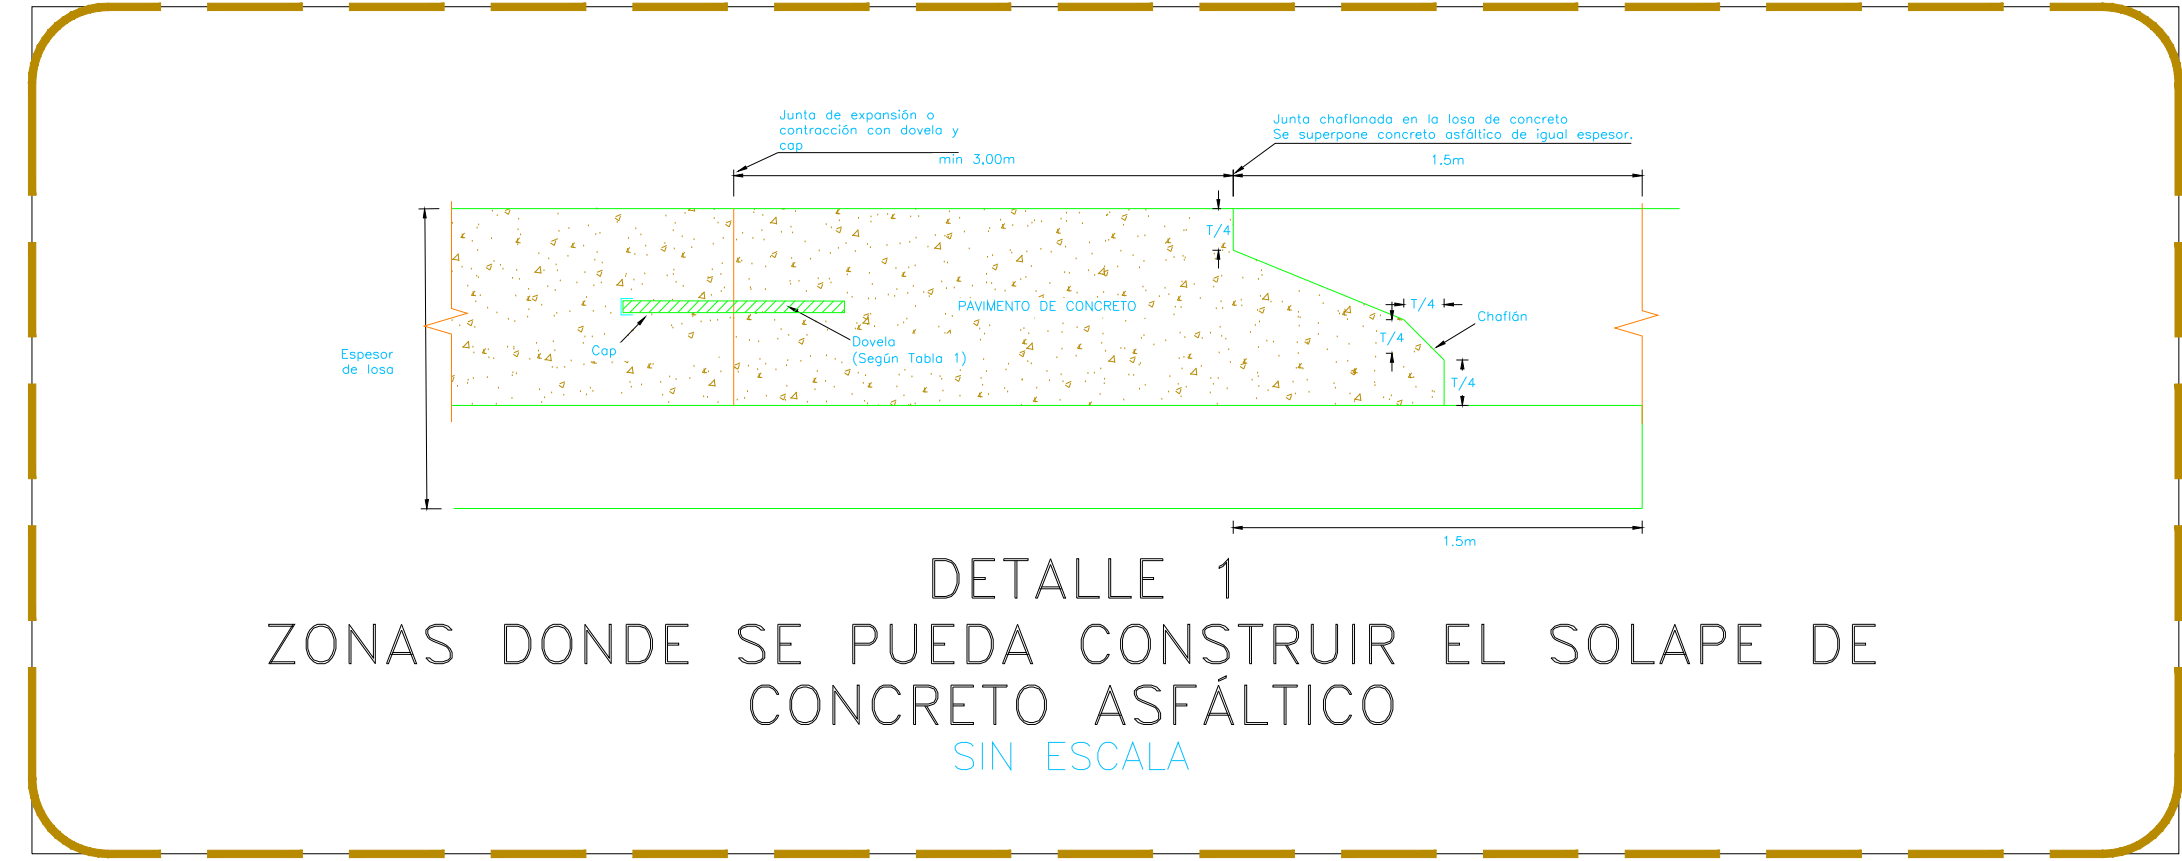 Junta de expansión o
contracción con dovela y
cap
min 3,00m
Junta chaflanada en la losa de concreto
Se superpone concreto asfáltico de igual espesor.
1.5m
T/4
PAVIMENTO DE CONCRETO
T/4
T/4
Chaflán
Cap
Dovela
(Según Tabla 1)
Espesor
de losa
T/4
1.5m
DETALLE 1
ZONAS DONDE SE PUEDA CONSTRUIR EL SOLAPE DE
CONCRETO ASFÁLTICO
SIN ESCALA